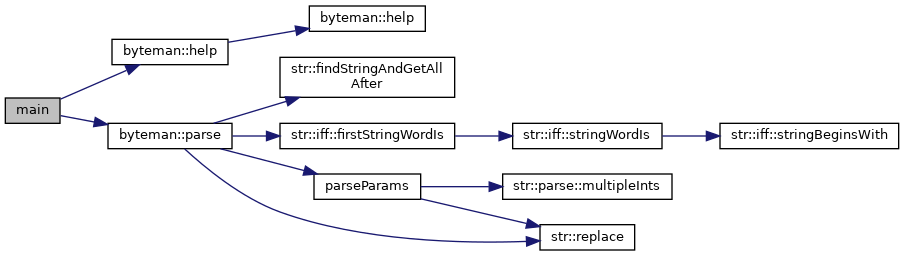 main
byteman::help
byteman::help
byteman::parse
str::findStringAndGetAll
After
str::iff::firstStringWordIs
str::iff::stringWordIs
str::iff::stringBeginsWith
parseParams
str::parse::multipleInts
str::replace